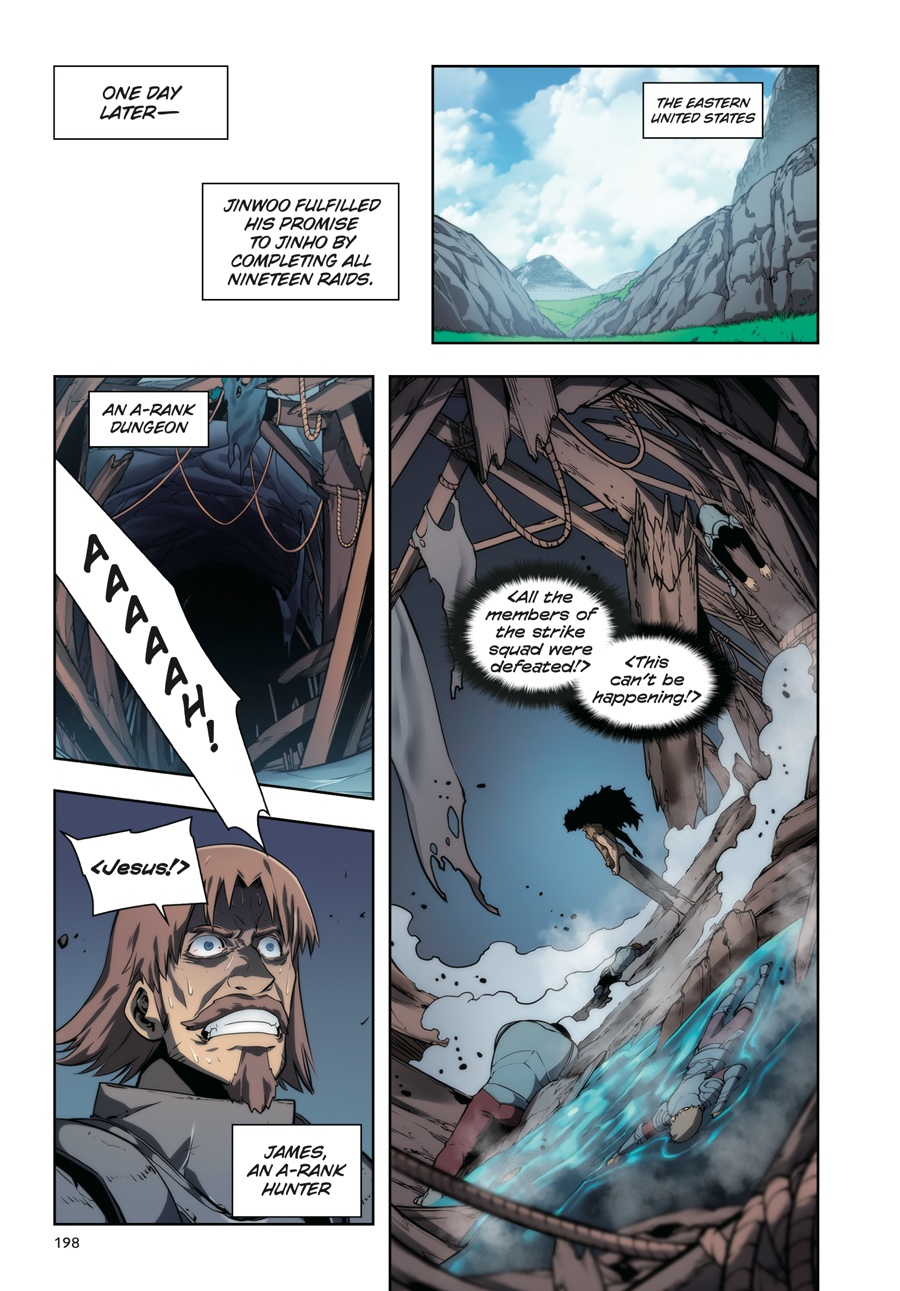 ONE DAY
LATER—
JINWOO FULFILLED
HIS PROMISE
TO JINHO BY
COMPLETING ALL
NINETEEN RAIDS.
THE EASTERN
UNITED STATES
AN A-RANK
DUNGEON
AAAAAH!
<Jesus!>
JAMES,
AN A-RANK
HUNTER
<All the
members of
the strike
squad were
defeated!>
<This
can't be
happening!>
198